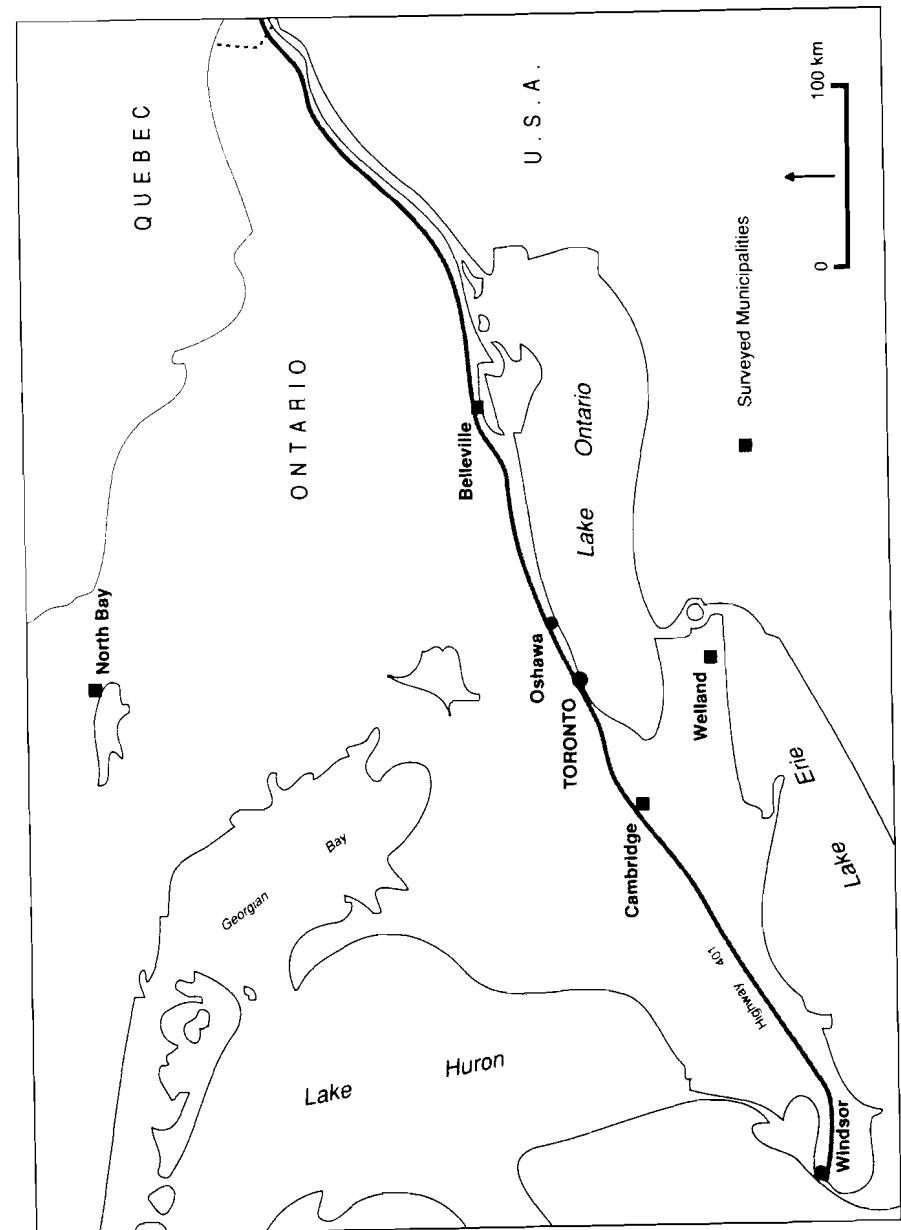 QUEBEC
ONTARIO
U.S.A.
North Bay
Georgian Bay
Lake Huron
Belleville
Oshawa
TORONTO
Lake Ontario
Cambridge
Welland
Highway 401
Lake Erie
Windsor
Surveyed Municipalities
0 100 km